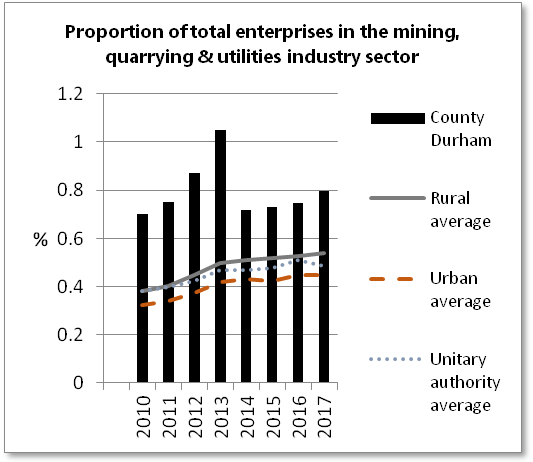 Proportion of total enterprises in the mining,
quarrying & utilities industry sector
1.2
1
0.8
0.6
0.4
0.2
0
%
2010
2011
2012
2013
2014
2015
2016
2017
County
Durham
Rural
average
Urban
average
Unitary
authority
average